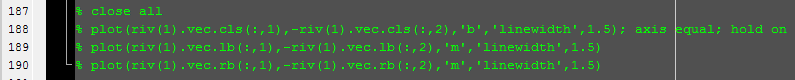 187 % close all
188 % plot(riv(1).vec.cls(:,1),-riv(1).vec.cls(:,2),'b','linewidth',1.5); axis equal; hold on
189 % plot(riv(1).vec.lb(:,1),-riv(1).vec.lb(:,2),'m','linewidth',1.5)
190 % plot(riv(1).vec.rb(:,1),-riv(1).vec.rb(:,2),'m','linewidth',1.5)